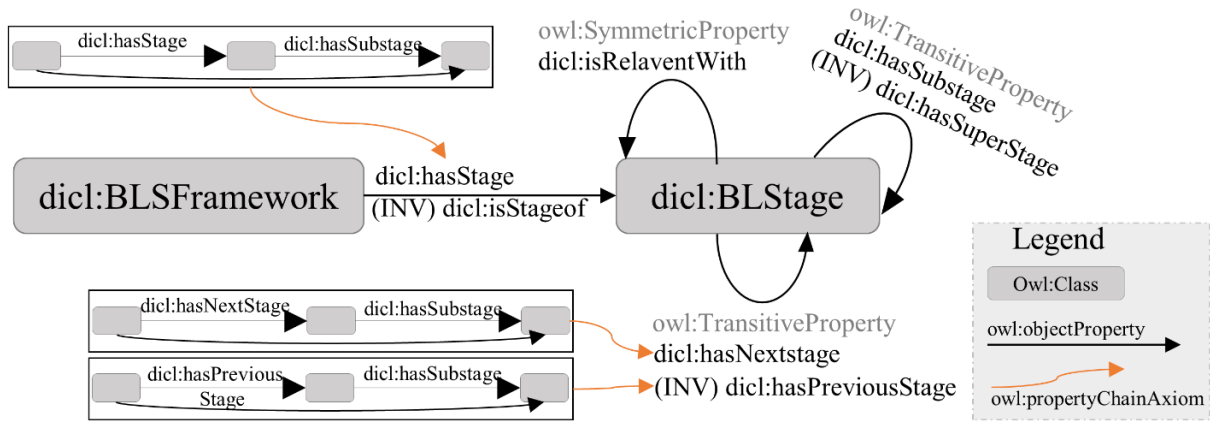 dicl:hasStage
dicl:hasSubstage
owl:SymmetricProperty
dicl:isRelaventWith
owl:TransitiveProperty
dicl:hasSubstage
(INV) dicl:hasSuperStage
dicl:BLSFramework
dicl:hasStage
(INV) dicl:isStageof
dicl:BLStage
dicl:hasNextStage
dicl:hasSubstage
dicl:hasPrevious
Stage
dicl:hasSubstage
owl:TransitiveProperty
dicl:hasNextstage
(INV) dicl:hasPreviousStage
Legend
Owl:Class
owl:objectProperty
owl:propertyChainAxiom